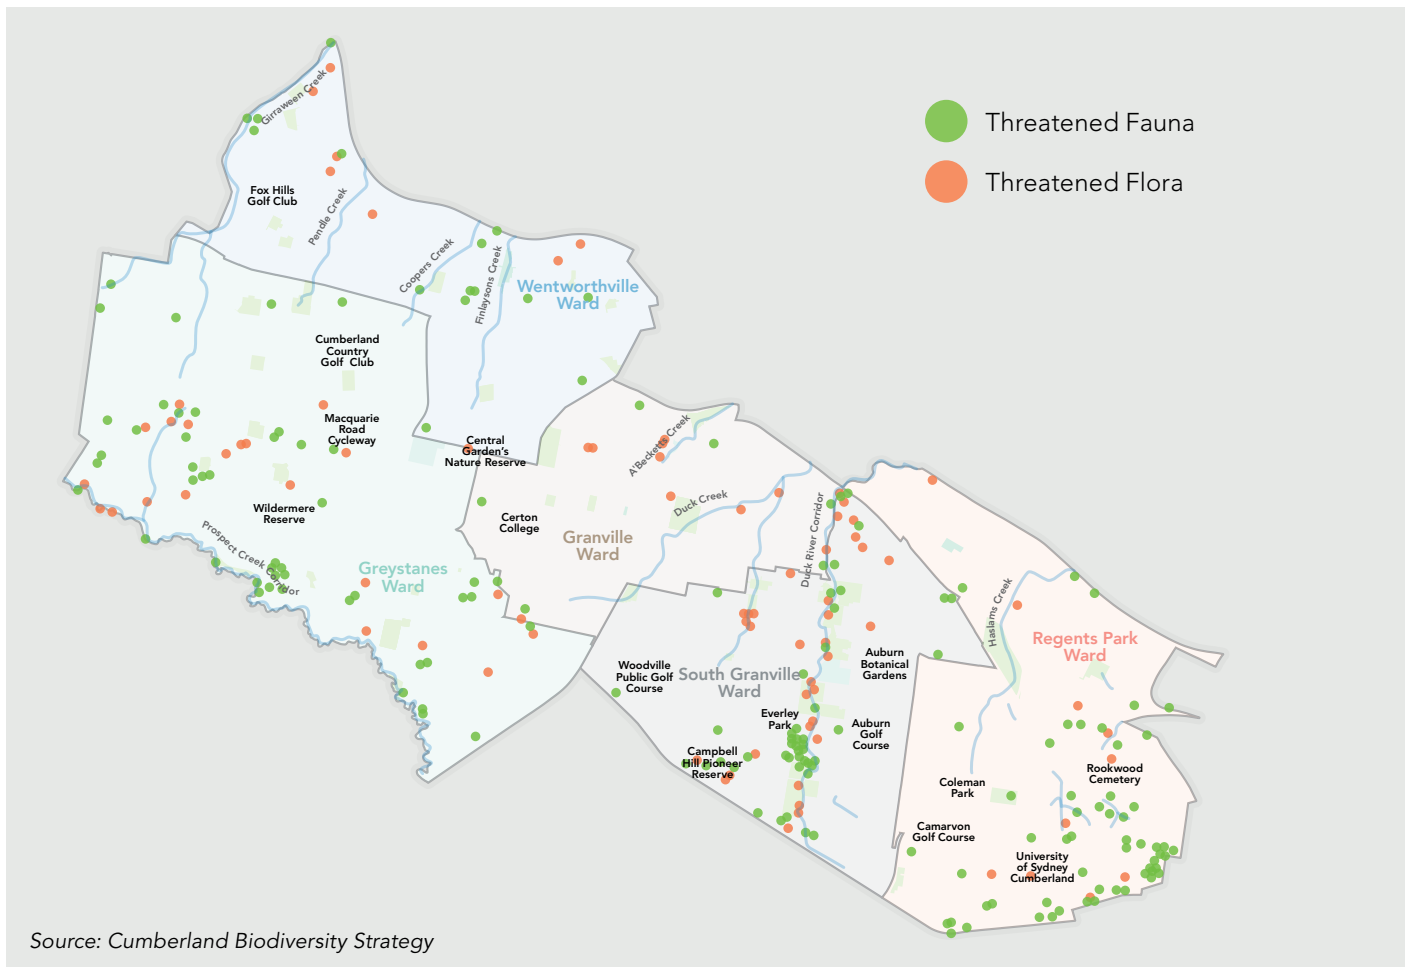 Threatened Fauna
Threatened Flora
Girraween Creek
Fox Hills
Golf Club
Pendle Creek
Coopers Creek
Finlaysons Creek
Wentworthville
Ward
Cumberland
Country
Golf Club
Macquarie
Road
Cycleway
Central
Garden's
Nature Reserve
A'Becketts Creek
Duck Creek
Wildermere
Reserve
Certon
College
Granville
Ward
Duck River Corridor
Prospect Creek Corridor
Greystanes
Ward
Haslams Creek
Regents Park
Ward
Woodville
Public Golf
Course
South Granville
Ward
Auburn
Botanical
Gardens
Everley
Park
Auburn
Golf
Course
Campbell
Hill Pioneer
Reserve
Rookwood
Cemetery
Coleman
Park
Camarvon
Golf Course
University
of Sydney
Cumberland
Source: Cumberland Biodiversity Strategy